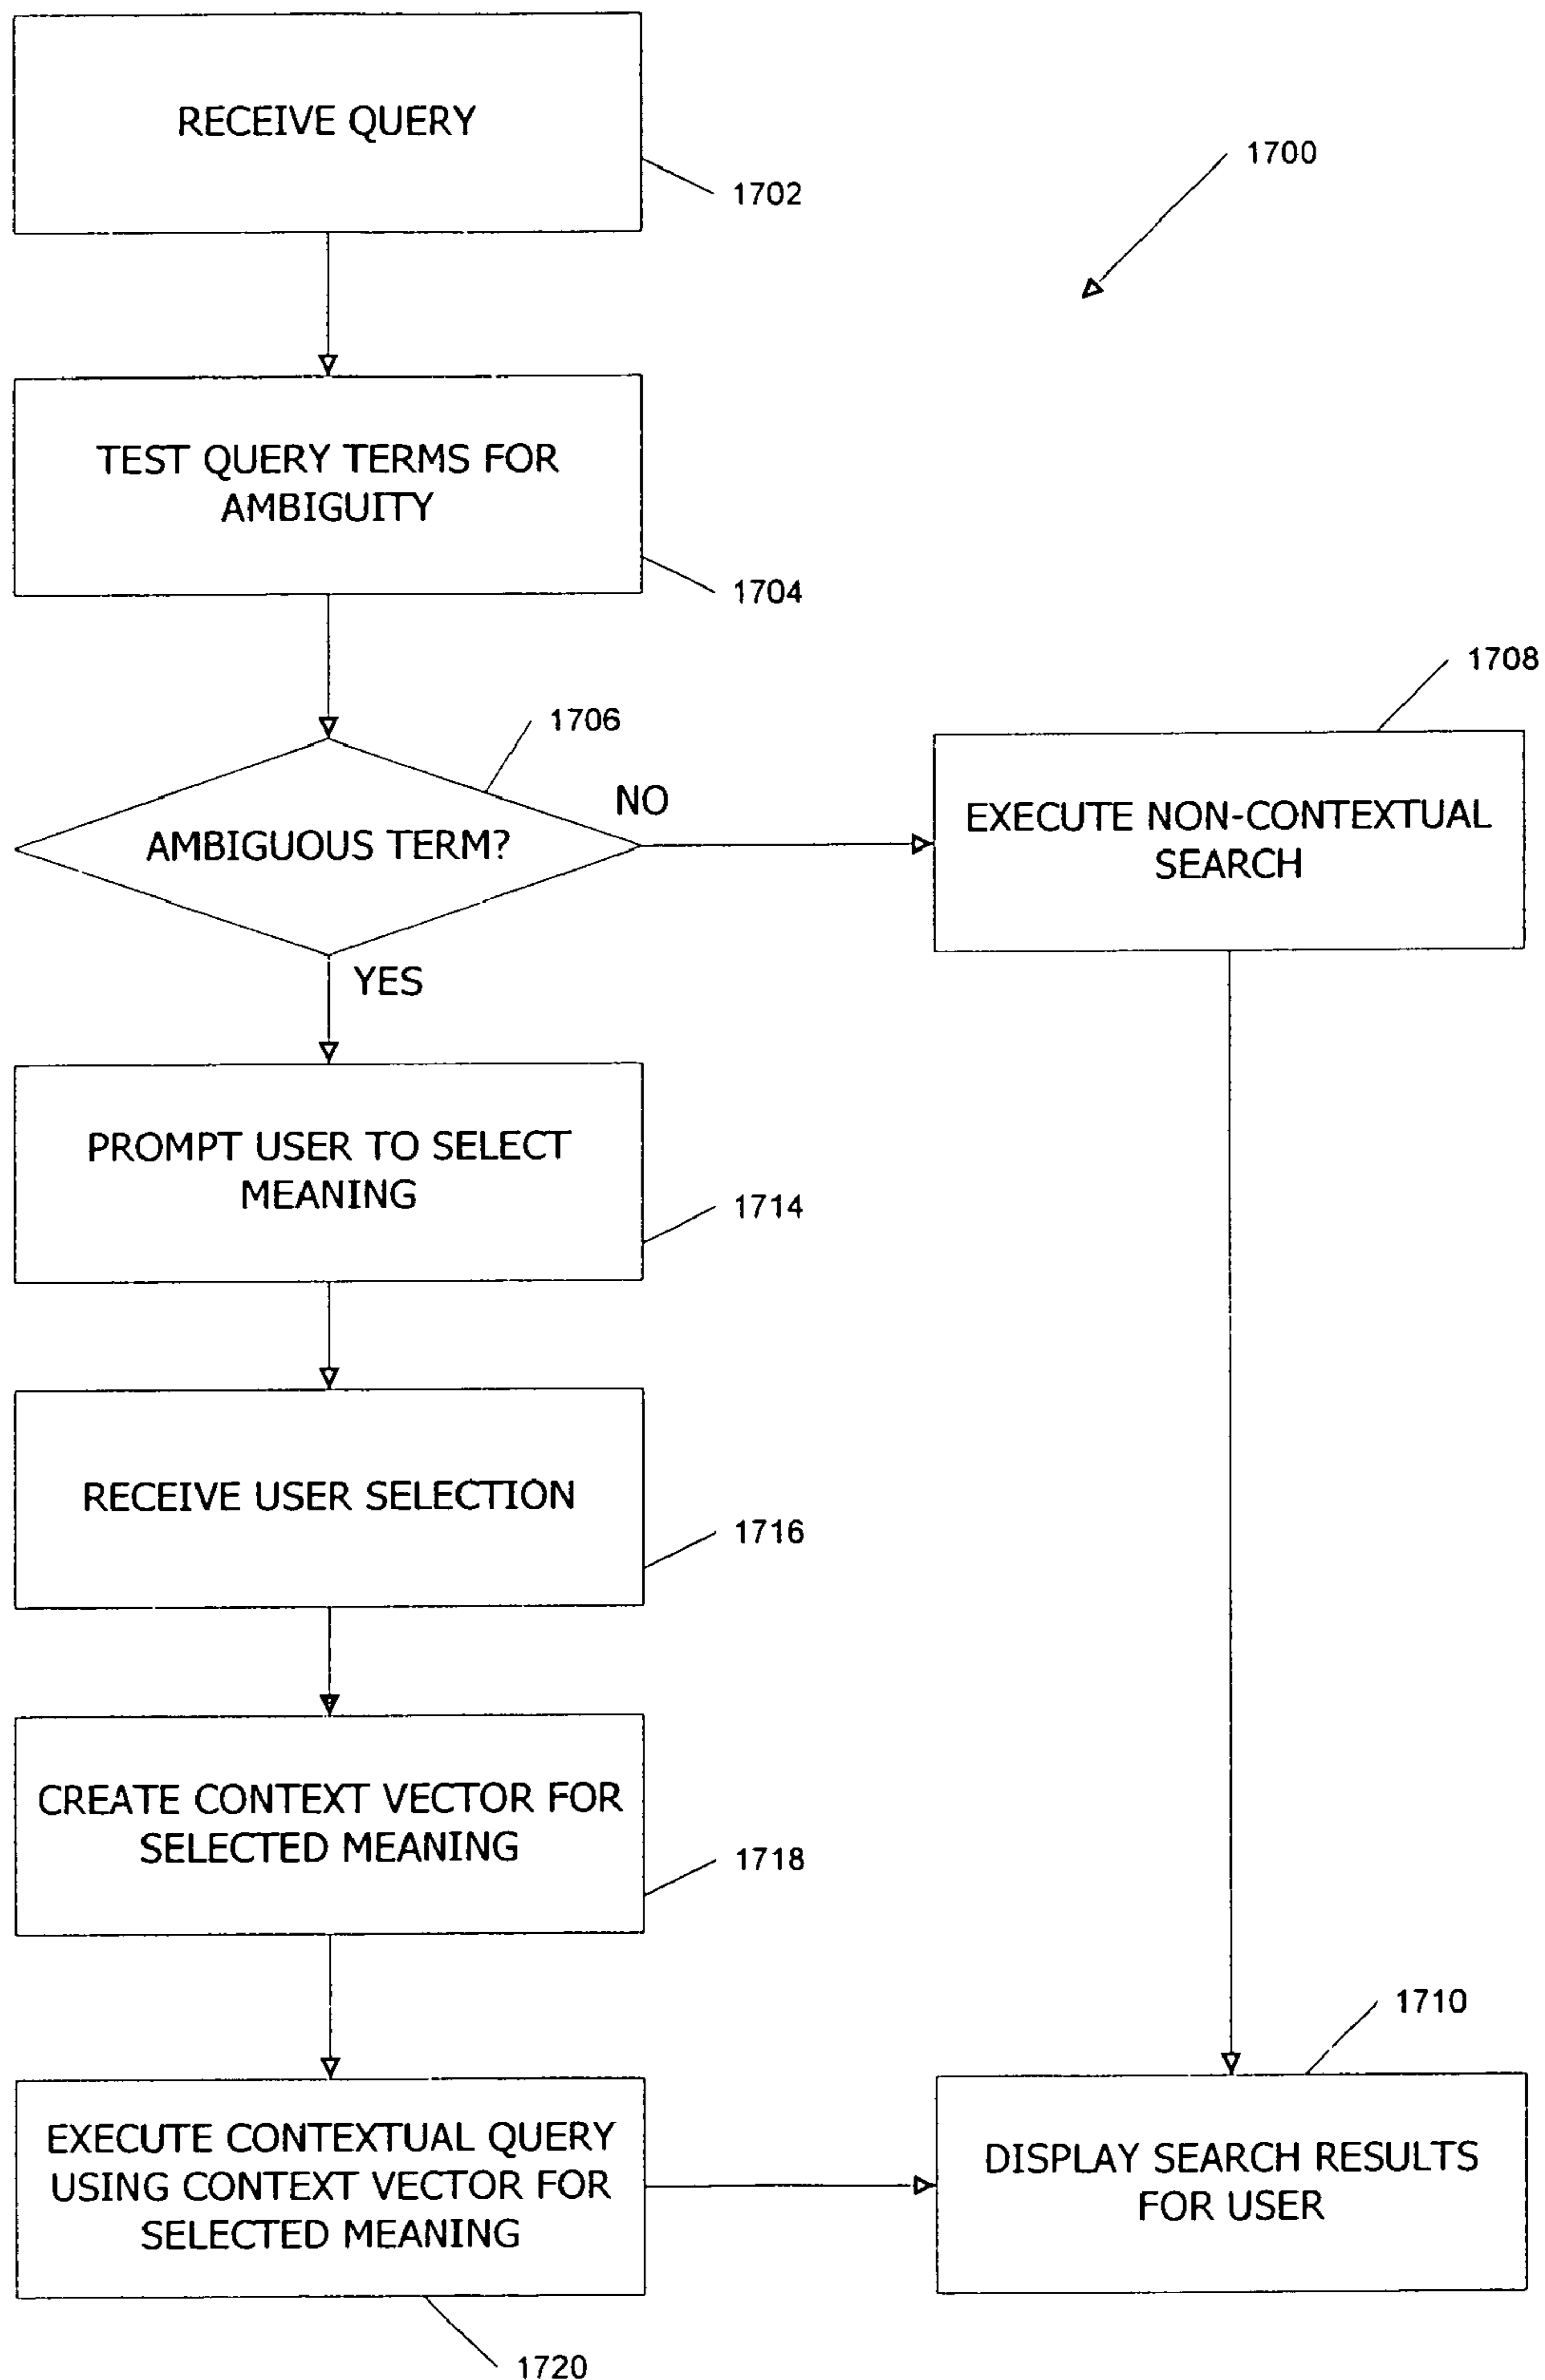 RECEIVE QUERY
1702
1700
TEST QUERY TERMS FOR
AMBIGUITY
1704
1706
AMBIGUOUS TERM?
NO
YES
1708
EXECUTE NON-CONTEXTUAL
SEARCH
PROMPT USER TO SELECT
MEANING
1714
RECEIVE USER SELECTION
1716
CREATE CONTEXT VECTOR FOR
SELECTED MEANING
1718
EXECUTE CONTEXTUAL QUERY
USING CONTEXT VECTOR FOR
SELECTED MEANING
1720
1710
DISPLAY SEARCH RESULTS
FOR USER